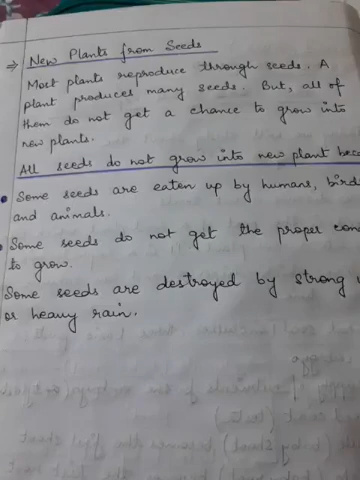 ⇒ New Plants from Seeds
Most plants reproduce through seeds. A
plant produces many seeds. But, all of
them do not get a chance to grow into
new plants.
All seeds do not grow into new plant beca
• Some seeds are eaten up by humans, bird
and animals.
• Some seeds do not get the proper con
to grow.
Some seeds are destroyed by strong
or heavy rain.